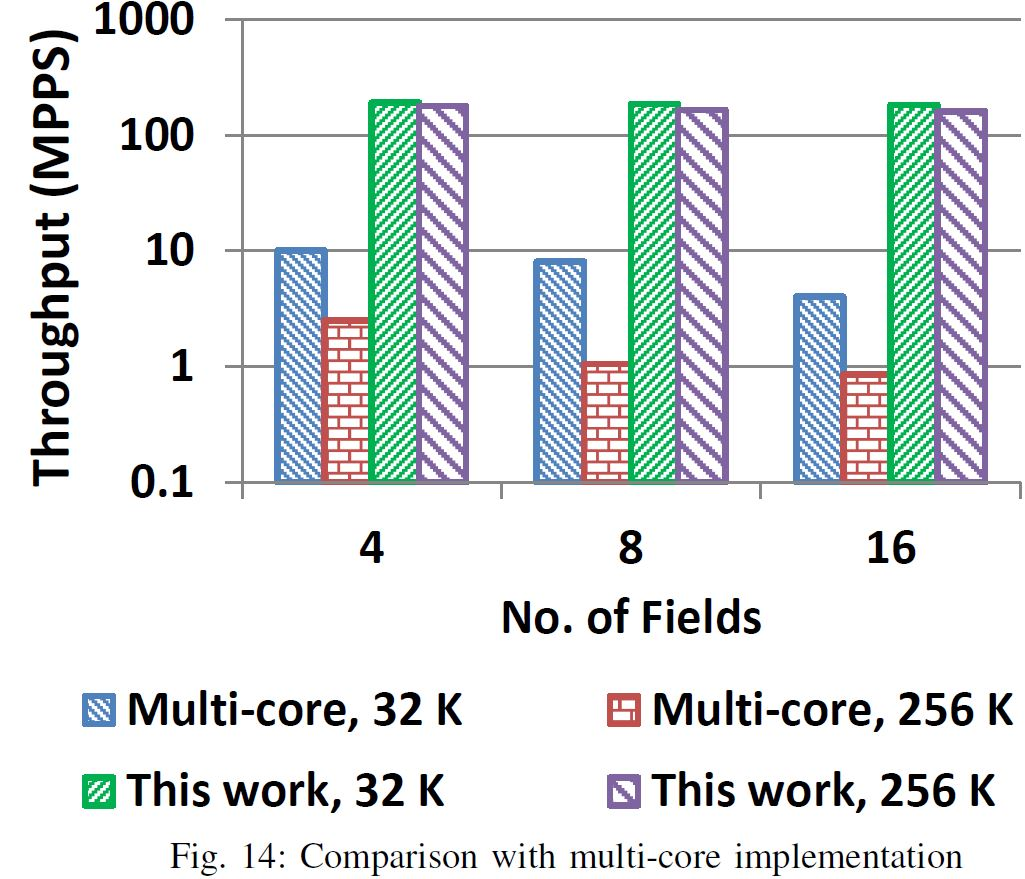 1000
100
10
1
0.1
Throughput (MPPS)
4 8 16
No. of Fields
Multi-core, 32 K Multi-core, 256 K
This work, 32 K This work, 256 K
Fig. 14: Comparison with multi-core implementation